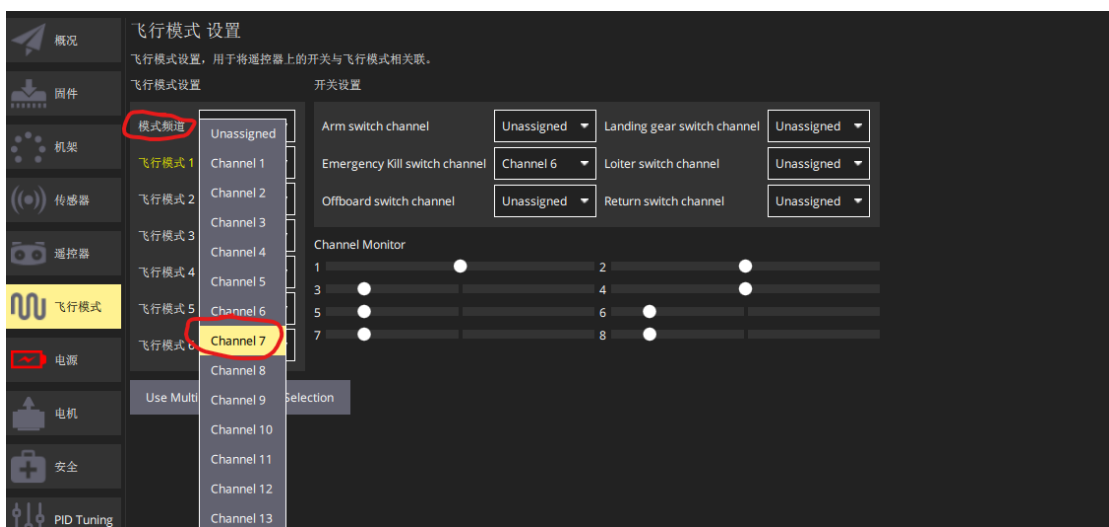 概况
固件
机架
传感器
遥控器
飞行模式
电源
电机
安全
PID Tuning
飞行模式 设置
飞行模式设置，用于将遥控器上的开关与飞行模式相关联。
飞行模式设置
模式频道
飞行模式 1
飞行模式 2
飞行模式 3
飞行模式 4
飞行模式 5
飞行模式 6
Unassigned
Channel 1
Channel 2
Channel 3
Channel 4
Channel 5
Channel 6
Channel 7
Channel 8
Channel 9
Channel 10
Channel 11
Channel 12
Channel 13
Use Multi
Selection
开关设置
Arm switch channel Unassigned Landing gear switch channel Unassigned
Emergency Kill switch channel Channel 6 Loiter switch channel Unassigned
Offboard switch channel Unassigned Return switch channel Unassigned
Channel Monitor
1 2
3 4
5 6
7 8